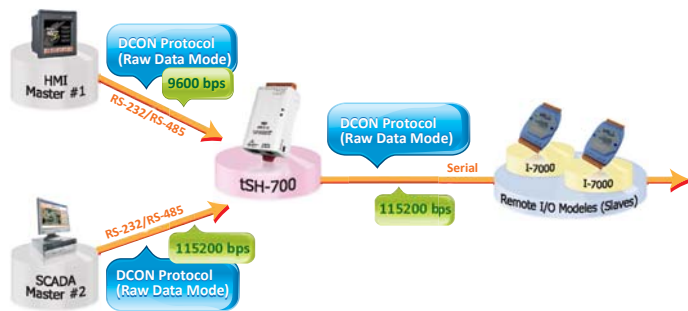 DCON Protocol
(Raw Data Mode)
9600 bps
HMI
Master #1
RS-232/RS-485
DCON Protocol
(Raw Data Mode)
tSH-700
Serial
115200 bps
I-7000
I-7000
Remote I/O Modeles (Slaves)
RS-232/RS-485
115200 bps
DCON Protocol
(Raw Data Mode)
SCADA
Master #2